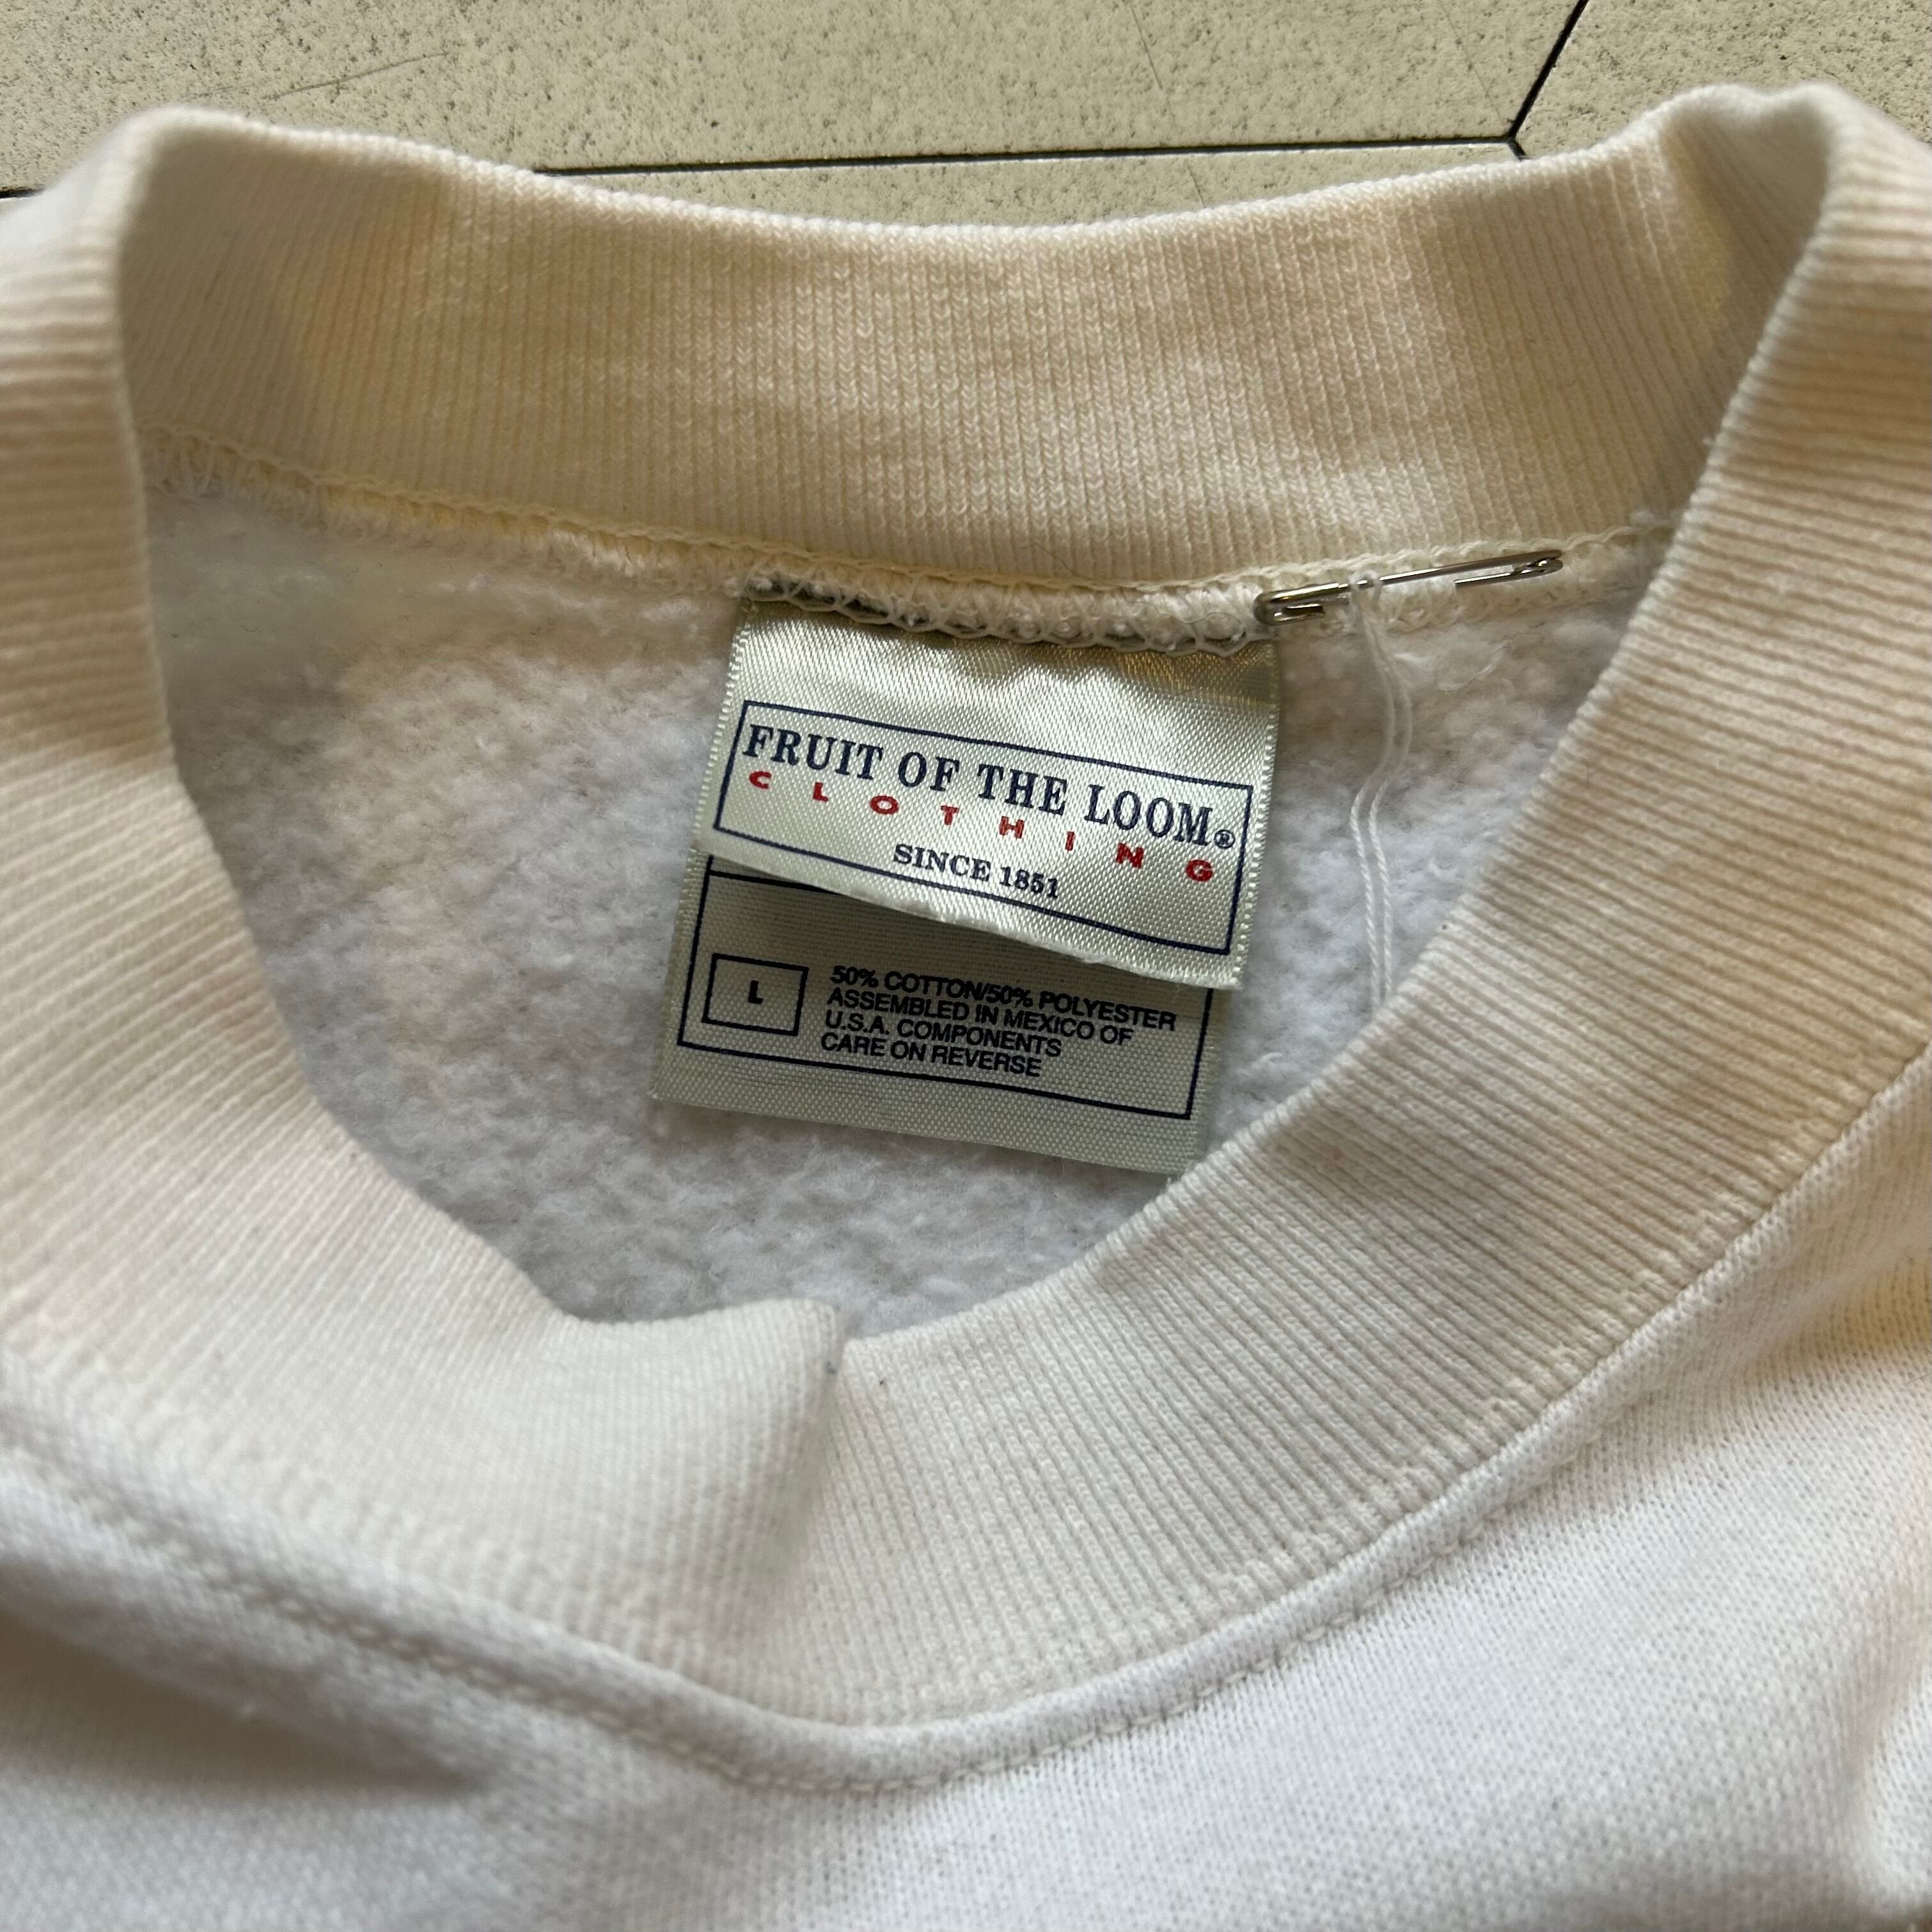 FRUIT OF THE LOOM®
CLOTHING
SINCE 1851
L
50% COTTON/50% POLYESTER
ASSEMBLED IN MEXICO OF
U.S.A. COMPONENTS
CARE ON REVERSE